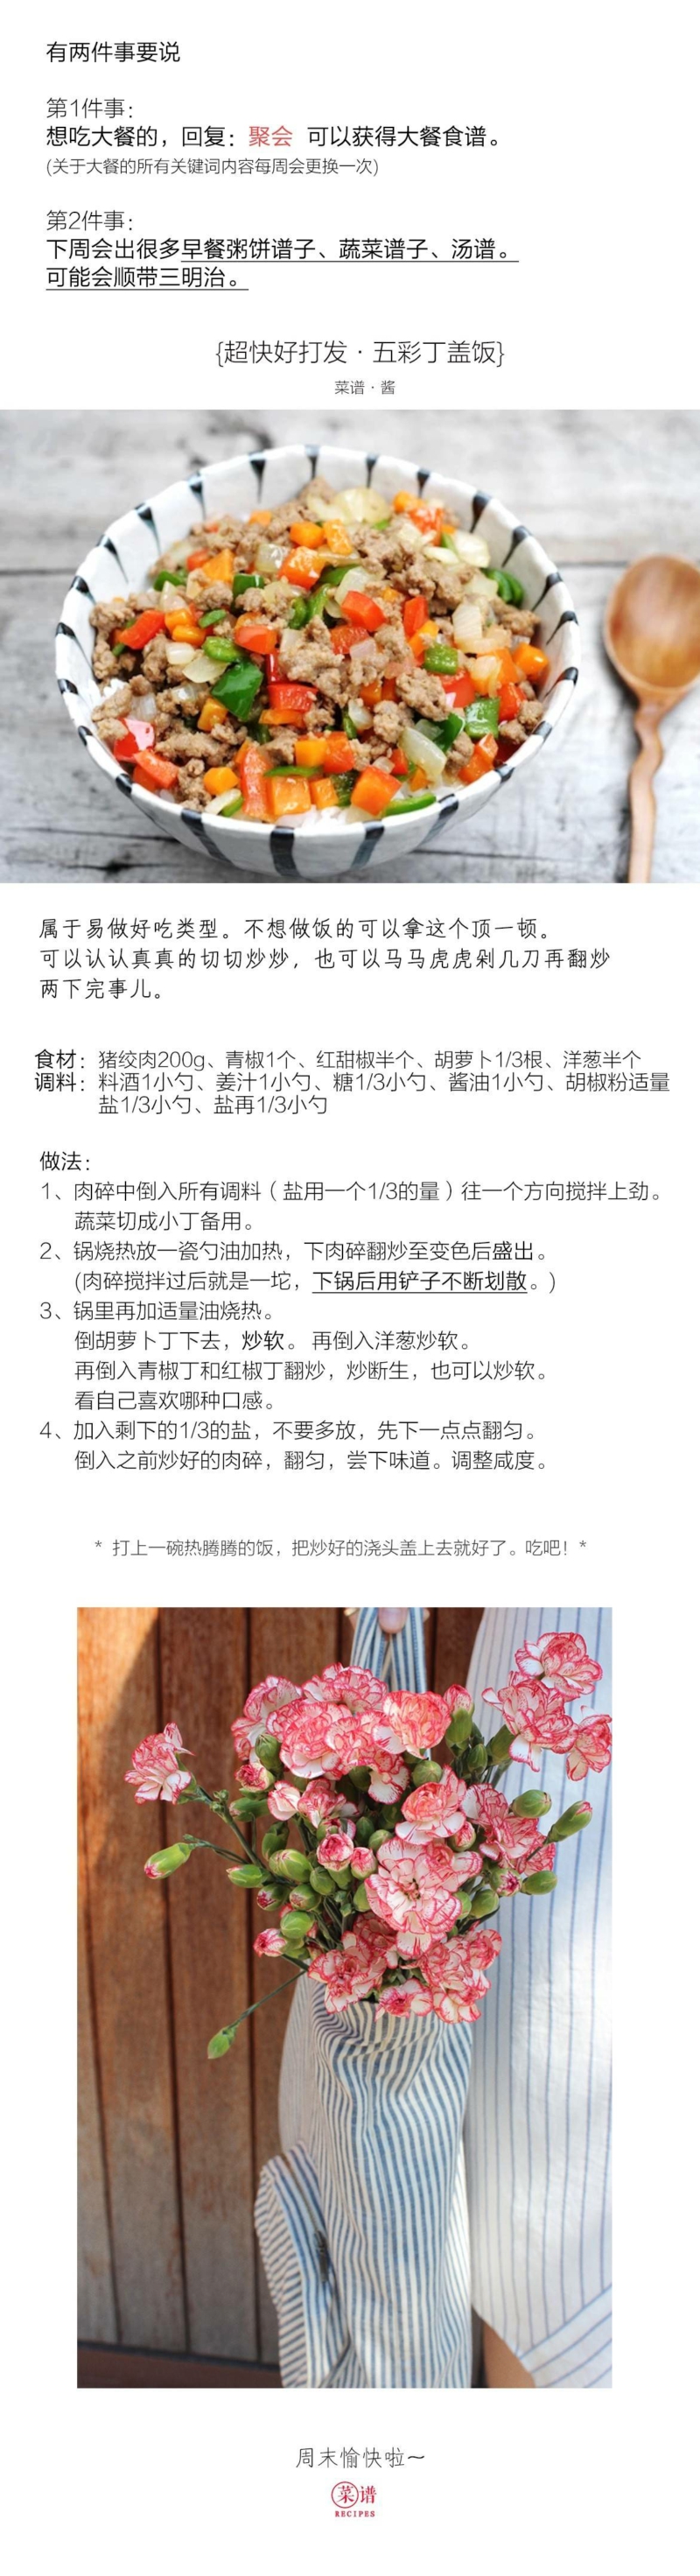 有两件事要说
第1件事：
想吃大餐的，回复：聚会 可以获得大餐食谱。
(关于大餐的所有关键词内容每周会更换一次)
第2件事：
下周会出很多早餐粥饼谱子、蔬菜谱子、汤谱。
可能会顺带三明治。
{超快好打发 · 五彩丁盖饭}
菜谱 · 酱
属于易做好吃类型。不想做饭的可以拿这个顶一顿。
可以认认真真的切切炒炒，也可以马马虎虎剁几刀再翻炒
两下完事儿。
食材：猪绞肉200g、青椒1个、红甜椒半个、胡萝卜1/3根、洋葱半个
调料：料酒1小勺、姜汁1小勺、糖1/3小勺、酱油1小勺、胡椒粉适量
盐1/3小勺、盐再1/3小勺
做法：
1、肉碎中倒入所有调料（盐用一个1/3的量）往一个方向搅拌上劲。
蔬菜切成小丁备用。
2、锅烧热放一瓷勺油加热，下肉碎翻炒至变色后盛出。
(肉碎搅拌过后就是一坨，下锅后用铲子不断划散。)
3、锅里再加适量油烧热。
倒胡萝卜丁下去，炒软。再倒入洋葱炒软。
再倒入青椒丁和红椒丁翻炒，炒断生，也可以炒软。
看自己喜欢哪种口感。
4、加入剩下的1/3的盐，不要多放，先下一点点翻匀。
倒入之前炒好的肉碎，翻匀，尝下味道。调整咸度。
* 打上一碗热腾腾的饭，把炒好的浇头盖上去就好了。吃吧！*
周末愉快啦～
菜谱
RECIPES